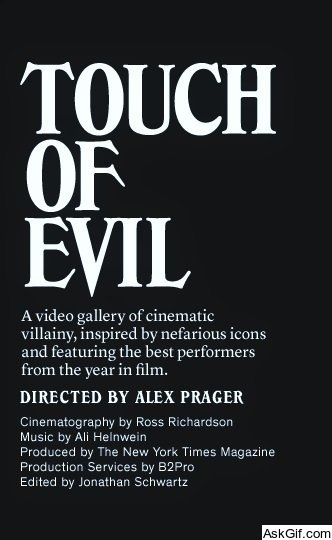 TOUCH
OF
EVIL
A video gallery of cinematic
villainy, inspired by nefarious icons
and featuring the best performers
from the year in film.
DIRECTED BY ALEX PRAGER
Cinematography by Ross Richardson
Music by Ali Helnwein
Produced by The New York Times Magazine
Production Services by B2Pro
Edited by Jonathan Schwartz
AskGif.com